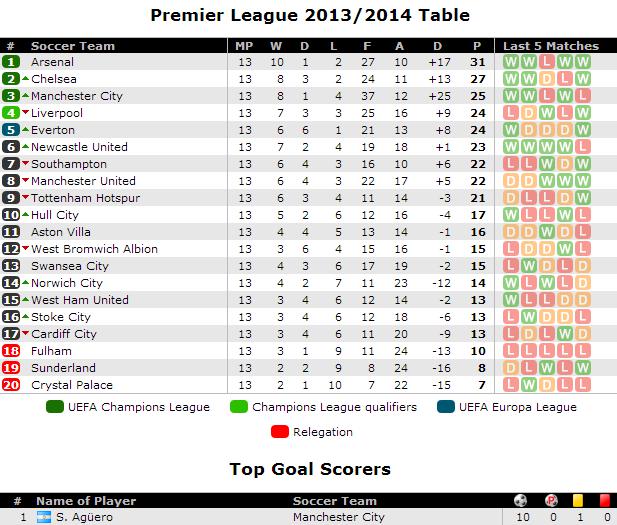 Premier League 2013/2014 Table
# Soccer Team MP W D L F A D P Last 5 Matches
1 Arsenal 13 10 1 2 27 10 +17 31 W W L W W
2 Chelsea 13 8 3 2 24 11 +13 27 W W D L W
3 Manchester City 13 8 1 4 37 12 +25 25 W W L W L
4 Liverpool 13 7 3 3 25 16 +9 24 L D W L W
5 Everton 13 6 6 1 21 13 +8 24 W D D D W
6 Newcastle United 13 7 2 4 19 18 +1 23 W W W W L
7 Southampton 13 6 4 3 16 10 +6 22 L L W D W
8 Manchester United 13 6 4 3 22 17 +5 22 D D W W W
9 Tottenham Hotspur 13 6 3 4 11 14 -3 21 D L L D W
10 Hull City 13 5 2 6 12 16 -4 17 W L L W L
11 Aston Villa 13 4 4 5 13 14 -1 16 D D W D L
12 West Bromwich Albion 13 3 6 4 15 16 -1 15 L D D W L
13 Swansea City 13 4 3 6 17 19 -2 15 L W D L D
14 Norwich City 13 4 2 7 11 23 -12 14 W L W L D
15 West Ham United 13 3 4 6 12 14 -2 13 W L L D D
16 Stoke City 13 3 4 6 12 18 -6 13 L W D D L
17 Cardiff City 13 3 4 6 11 20 -9 13 D L W L D
18 Fulham 13 3 1 9 11 24 -13 10 L L L L L
19 Sunderland 13 2 2 9 9 8 24 -16 8 D L W L W
20 Crystal Palace 13 2 1 10 7 22 -15 7 L W D L L
UEFA Champions League Champions League qualifiers UEFA Europa League
Relegation
Top Goal Scorers
# Name of Player Soccer Team
1 S. Agüero Manchester City 10 0 1 0